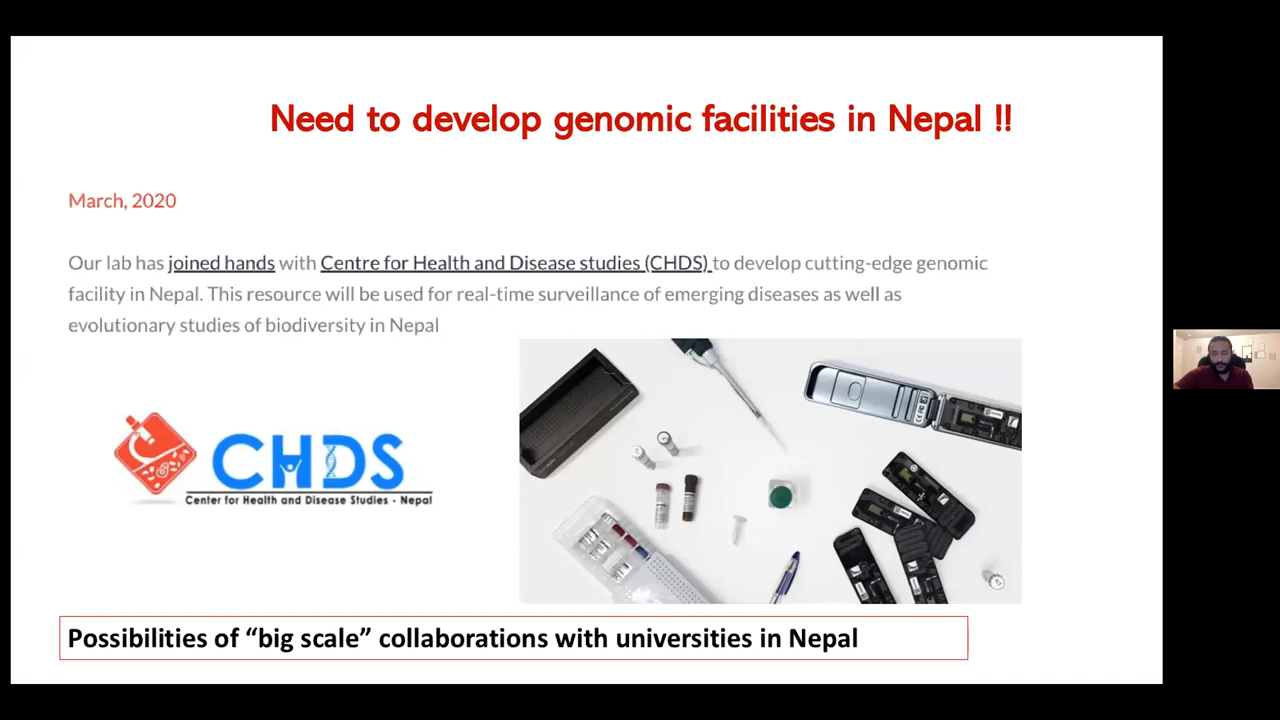 Need to develop genomic facilities in Nepal !!
March, 2020
Our lab has joined hands with Centre for Health and Disease studies (CHDS) to develop cutting-edge genomic
facility in Nepal. This resource will be used for real-time surveillance of emerging diseases as well as
evolutionary studies of biodiversity in Nepal
CHDS
Center for Health and Disease Studies - Nepal
Possibilities of “big scale” collaborations with universities in Nepal